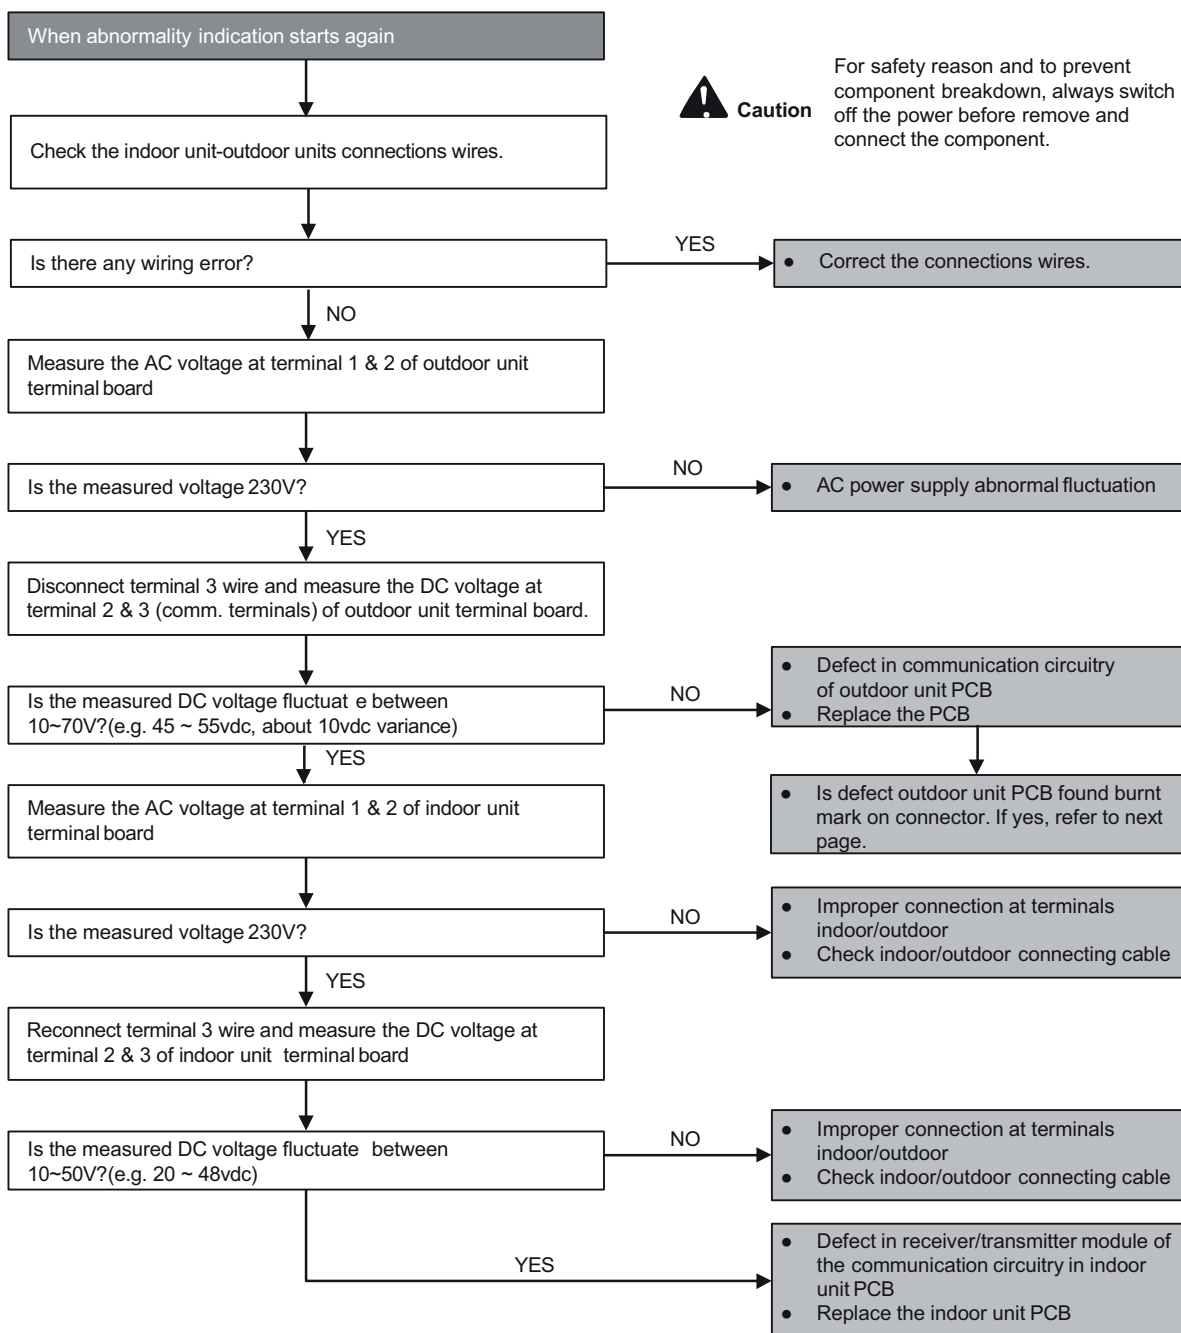 When abnormality indication starts again
Caution
For safety reason and to prevent
component breakdown, always switch
off the power before remove and
connect the component.
Check the indoor unit-outdoor units connections wires.
Is there any wiring error?
YES
● Correct the connections wires.
NO
Measure the AC voltage at terminal 1 & 2 of outdoor unit
terminal board
Is the measured voltage 230V?
NO
● AC power supply abnormal fluctuation
YES
Disconnect terminal 3 wire and measure the DC voltage at
terminal 2 & 3 (comm. terminals) of outdoor unit terminal board.
Is the measured DC voltage fluctuat e between
10~70V?(e.g. 45 ~ 55vdc, about 10vdc variance)
NO
● Defect in communication circuitry
of outdoor unit PCB
● Replace the PCB
● Is defect outdoor unit PCB found burnt
mark on connector. If yes, refer to next
page.
YES
Measure the AC voltage at terminal 1 & 2 of indoor unit
terminal board
Is the measured voltage 230V?
NO
● Improper connection at terminals
indoor/outdoor
● Check indoor/outdoor connecting cable
YES
Reconnect terminal 3 wire and measure the DC voltage at
terminal 2 & 3 of indoor unit terminal board
Is the measured DC voltage fluctuate between
10~50V?(e.g. 20 ~ 48vdc)
NO
● Improper connection at terminals
indoor/outdoor
● Check indoor/outdoor connecting cable
YES
● Defect in receiver/transmitter module of
the communication circuitry in indoor
unit PCB
● Replace the indoor unit PCB